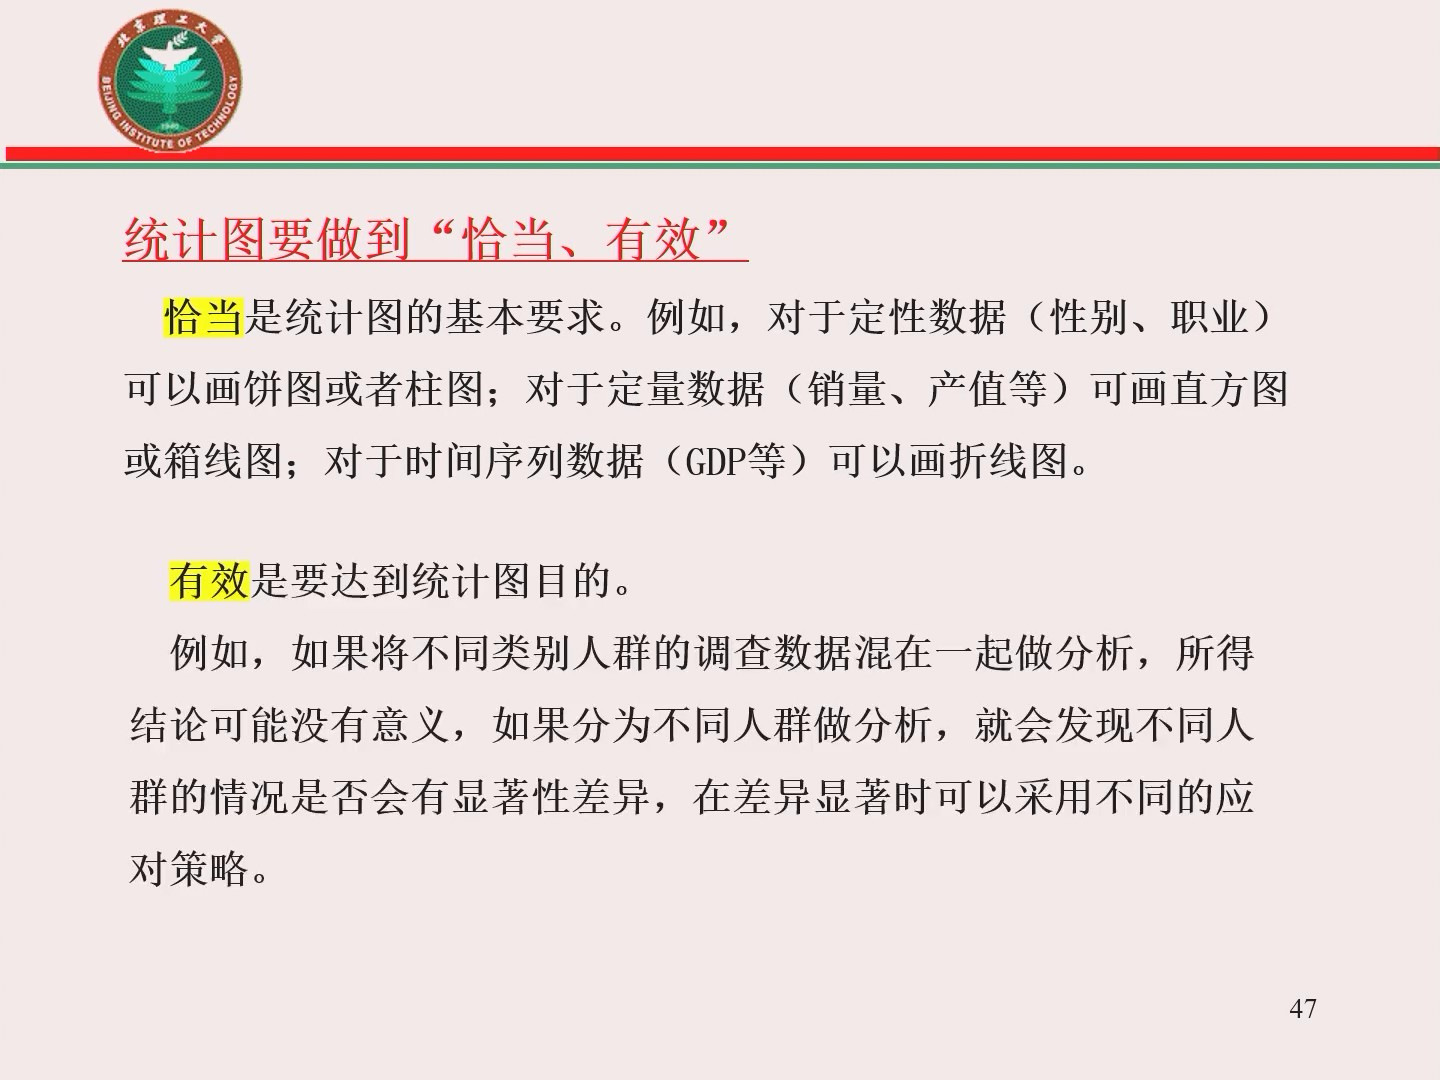 北京理工大学
BEIJING INSTITUTE OF TECHNOLOGY
1940
统计图要做到“恰当、有效”
恰当是统计图的基本要求。例如，对于定性数据（性别、职业）
可以画饼图或者柱图；对于定量数据（销量、产值等）可画直方图
或箱线图；对于时间序列数据（GDP等）可以画折线图。
有效是要达到统计图目的。
例如，如果将不同类别人群的调查数据混在一起做分析，所得
结论可能没有意义，如果分为不同人群做分析，就会发现不同人
群的情况是否会有显著性差异，在差异显著时可以采用不同的应
对策略。
47